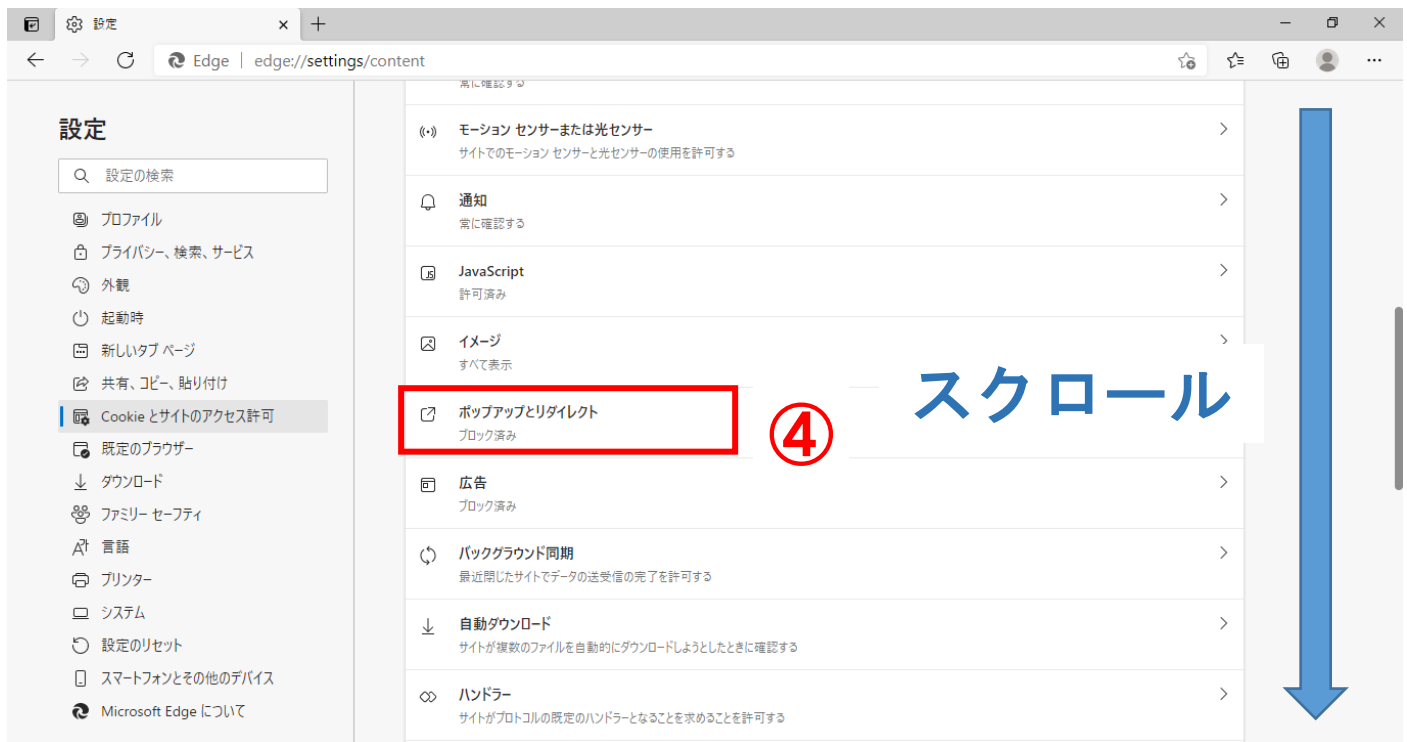 設定
Edge | edge://settings/content
設定
設定の検索
プロファイル
プライバシー、検索、サービス
外観
起動時
新しいタブ ページ
共有、コピー、貼り付け
Cookie とサイトのアクセス許可
既定のブラウザー
ダウンロード
ファミリー セーフティ
言語
プリンター
システム
設定のリセット
スマートフォンとその他のデバイス
Microsoft Edge について
常に確認する
モーション センサーまたは光センサー
サイトでのモーション センサーと光センサーの使用を許可する
通知
常に確認する
JavaScript
許可済み
イメージ
すべて表示
ポップアップとリダイレクト
ブロック済み
④
スクロール
広告
ブロック済み
バックグラウンド同期
最近閉じたサイトでデータの送受信の完了を許可する
自動ダウンロード
サイトが複数のファイルを自動的にダウンロードしようとしたときに確認する
ハンドラー
サイトがプロトコルの既定のハンドラーとなることを求めることを許可する